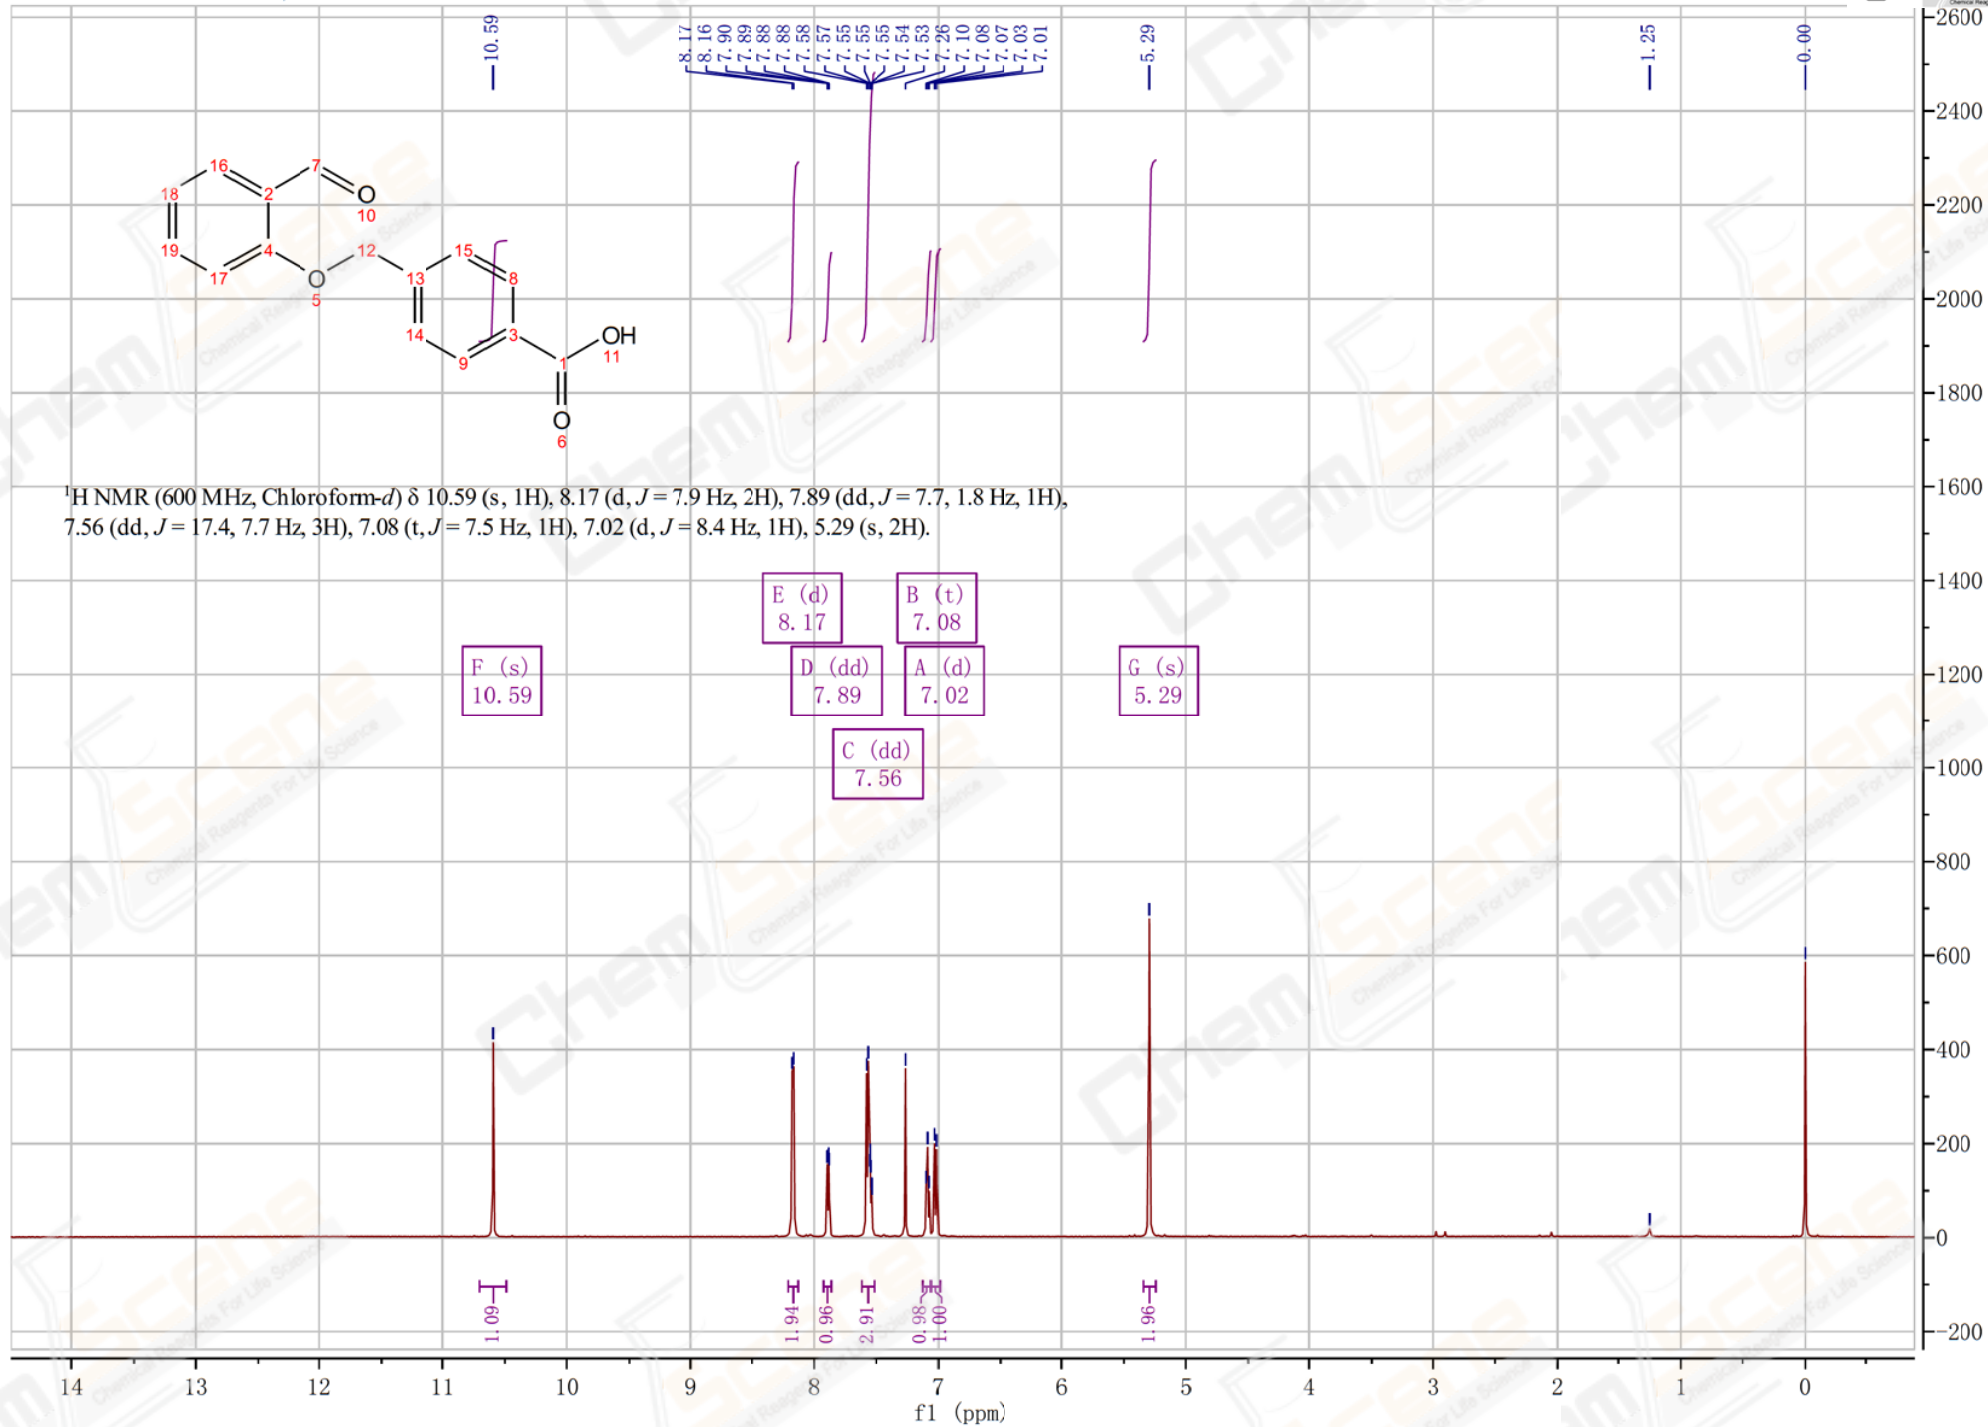 10.59
8.17
8.16
7.90
7.89
7.88
7.88
7.58
7.57
7.55
7.55
7.55
7.54
7.53
7.26
7.10
7.08
7.07
7.03
7.01
5.29
1.25
0.00
16 7
18 2 O
10
19 4 12 15
17 O 13 8
5
14 3 OH
9 1 11
O
6
¹H NMR (600 MHz, Chloroform-d) δ 10.59 (s, 1H), 8.17 (d, J = 7.9 Hz, 2H), 7.89 (dd, J = 7.7, 1.8 Hz, 1H),
7.56 (dd, J = 17.4, 7.7 Hz, 3H), 7.08 (t, J = 7.5 Hz, 1H), 7.02 (d, J = 8.4 Hz, 1H), 5.29 (s, 2H).
E (d)
8.17
B (t)
7.08
F (s)
10.59
D (dd)
7.89
A (d)
7.02
G (s)
5.29
C (dd)
7.56
2600
2400
2200
2000
1800
1600
1400
1200
1000
800
600
400
200
0
-200
1.09
1.94
0.96
2.91
0.98
1.00
1.96
14 13 12 11 10 9 8 7 6 5 4 3 2 1 0
f1 (ppm)
ChemScene
Chemical Reagents For Life Science